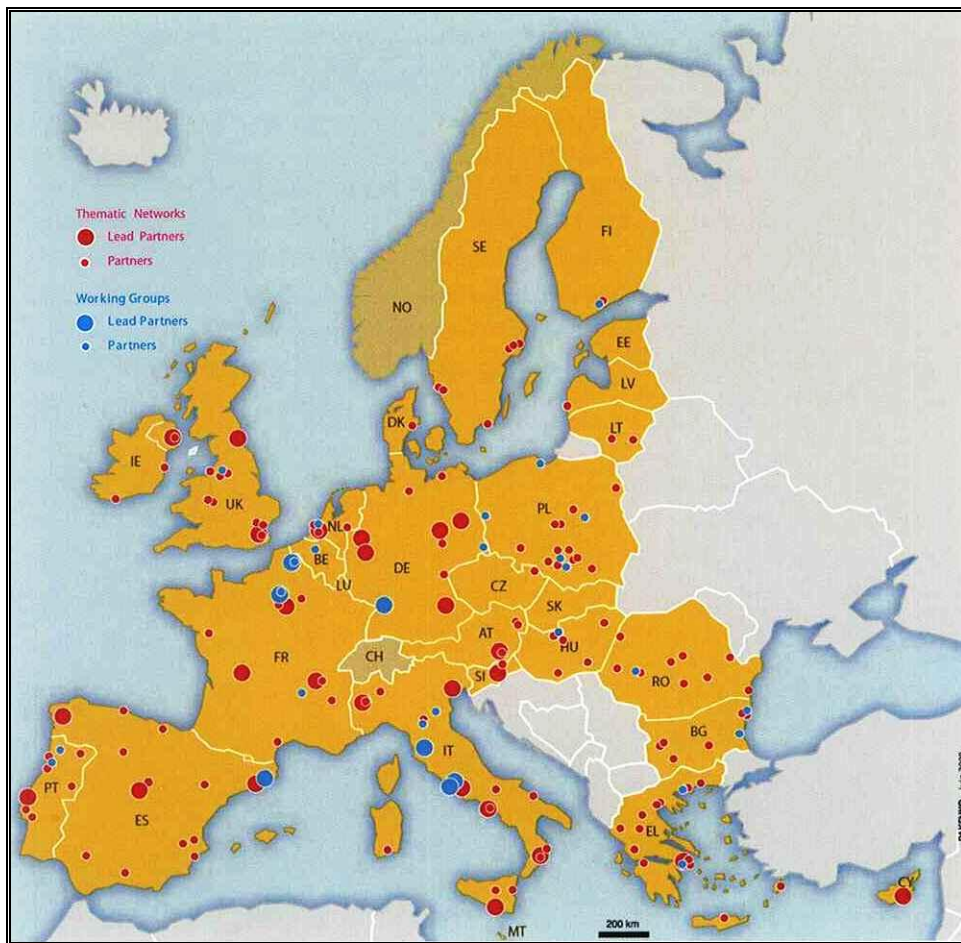 Thematic Networks
Lead Partners
Partners
Working Groups
Lead Partners
Partners
FI
SE
NO
EE
LV
LT
DK
IE
UK
NL
PL
BE
LU
DE
CZ
SK
FR
CH
AT
HU
SI
RO
IT
BG
PT
ES
EL
CY
MT
200 km